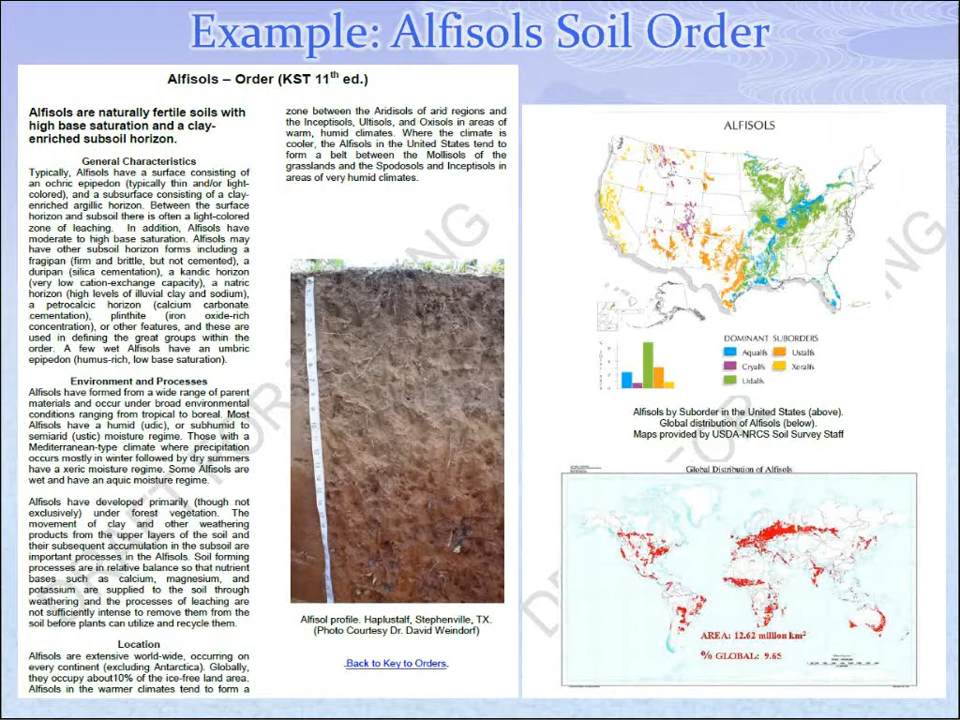 Example: Alfisols Soil Order
Alfisols – Order (KST 11th ed.)
Alfisols are naturally fertile soils with
high base saturation and a clay-
enriched subsoil horizon.
General Characteristics
Typically, Alfisols have a surface consisting of
an ochric epipedon (typically thin and/or light-
colored), and a subsurface consisting of a clay-
enriched argillic horizon. Between the surface
horizon and subsoil there is often a light-colored
zone of leaching. In addition, Alfisols have
moderate to high base saturation. Alfisols may
have other subsoil horizon forms including a
fragipan (firm and brittle, but not cemented), a
duripan (silica cementation), a kandic horizon
(very low cation-exchange capacity), a natric
horizon (high levels of illuvial clay and sodium),
a petrocalcic horizon (calcium carbonate
cementation), plinthite (iron oxide-rich
concentration), or other features, and these are
used in defining the great groups within the
order. A few wet Alfisols have an umbric
epipedon (humus-rich, low base saturation).
Environment and Processes
Alfisols have formed from a wide range of parent
materials and occur under broad environmental
conditions ranging from tropical to boreal. Most
Alfisols have a humid (udic), or subhumid to
semiarid (ustic) moisture regime. Those with a
Mediterranean-type climate where precipitation
occurs mostly in winter followed by dry summers
have a xeric moisture regime. Some Alfisols are
wet and have an aquic moisture regime.
Alfisols have developed primarily (though not
exclusively) under forest vegetation. The
movement of clay and other weathering
products from the upper layers of the soil and
their subsequent accumulation in the subsoil are
important processes in the Alfisols. Soil forming
processes are in relative balance so that nutrient
bases such as calcium, magnesium, and
potassium are supplied to the soil through
weathering and the processes of leaching are
not sufficiently intense to remove them from the
soil before plants can utilize and recycle them.
Location
Alfisols are extensive world-wide, occurring on
every continent (excluding Antarctica). Globally,
they occupy about10% of the ice-free land area.
Alfisols in the warmer climates tend to form a
zone between the Aridisols of arid regions and
the Inceptisols, Ultisols, and Oxisols in areas of
warm, humid climates. Where the climate is
cooler, the Alfisols in the United States tend to
form a belt between the Mollisols of the
grasslands and the Spodosols and Inceptisols in
areas of very humid climates.
Alfisol profile. Haplustalf, Stephenville, TX.
(Photo Courtesy Dr. David Weindorf)
Back to Key to Orders.
ALFISOLS
DOMINANT SUBORDERS
Aqualfs
Ustalfs
Cryalfs
Xeralfs
Udalfs
Alfisols by Suborder in the United States (above).
Global distribution of Alfisols (below).
Maps provided by USDA-NRCS Soil Survey Staff
Global Distribution of Alfisols
AREA: 12.62 million km2
% GLOBAL: 9.65